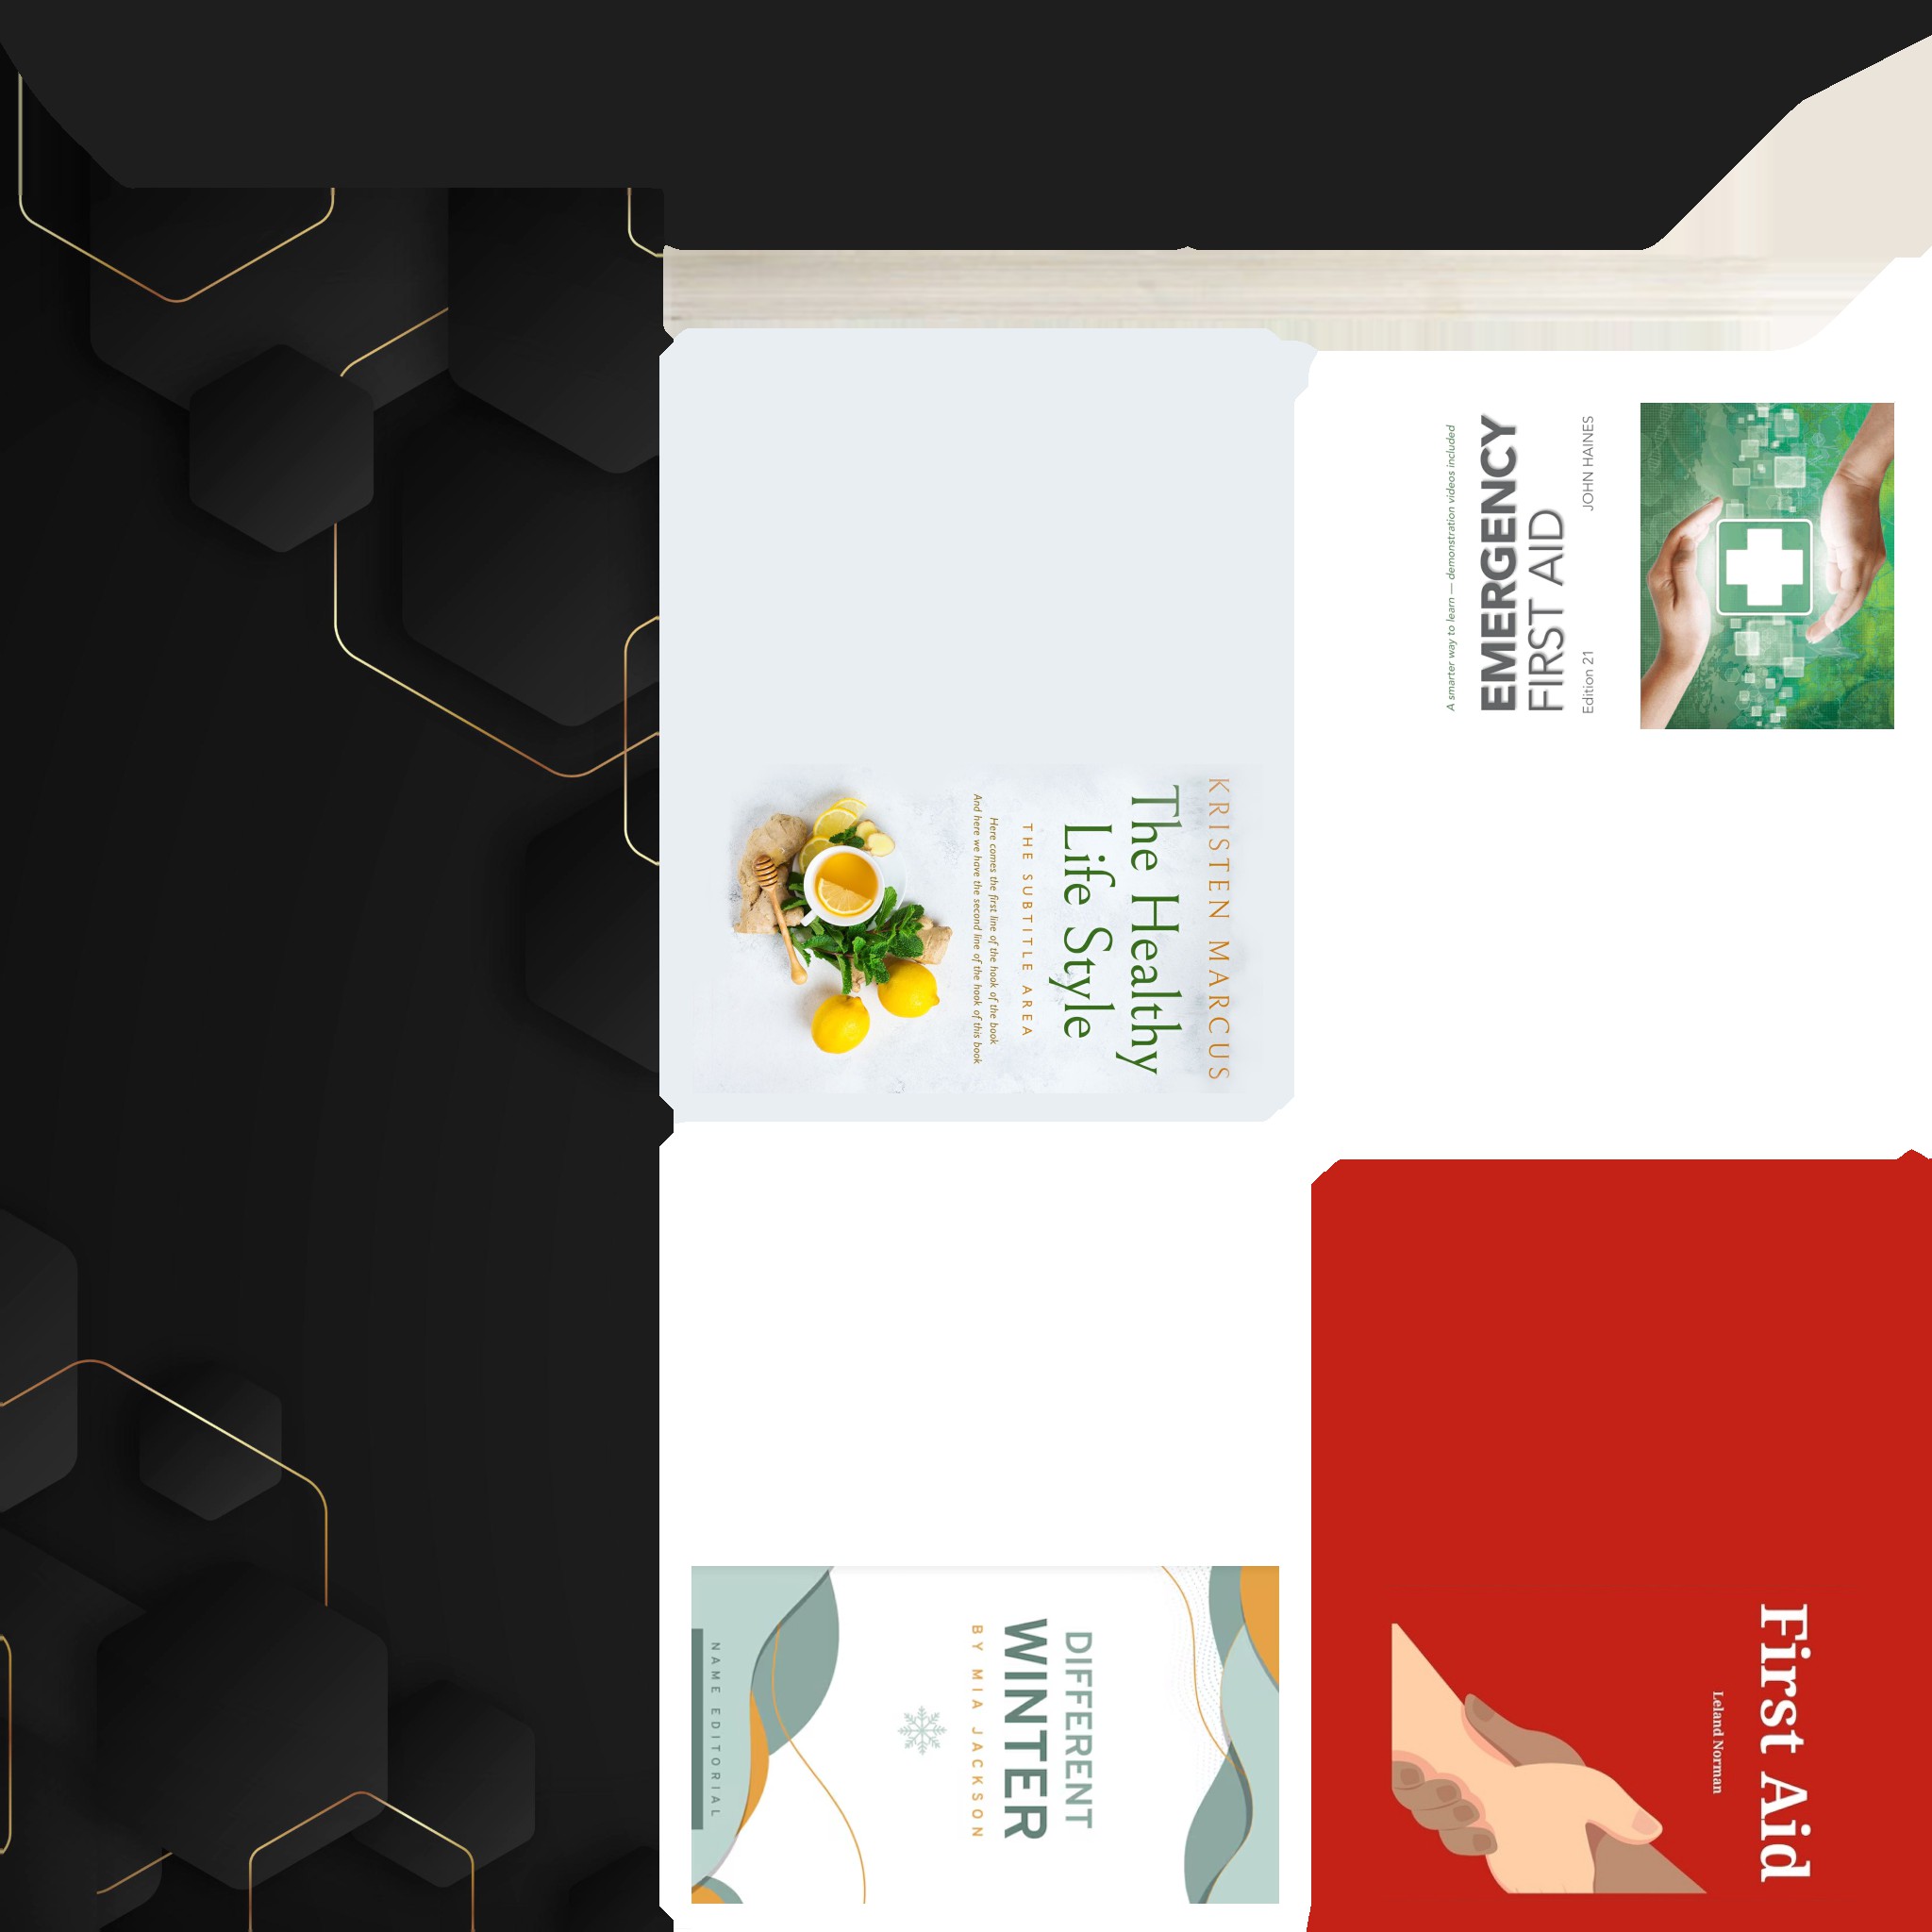 A smarter way to learn — demonstration videos included
EMERGENCY
FIRST AID
Edition 21
JOHN HAINES
KRISTEN MARCUS
The Healthy
Life Style
THE SUBTITLE AREA
Here comes the first line of the hook of the book
And here we have the second line of the hook of this book
DIFFERENT
WINTER
BY MIA JACKSON
NAME EDITORIAL
First Aid
Leland Norman